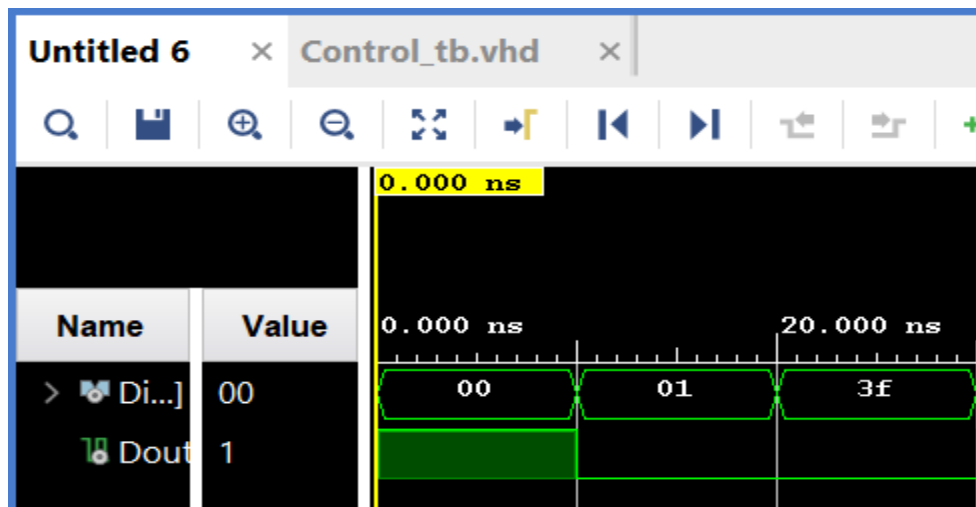 Untitled 6 × Control_tb.vhd ×
0.000 ns
Name Value 0.000 ns 20.000 ns
Di...] 00 00 01 3f
Dout 1